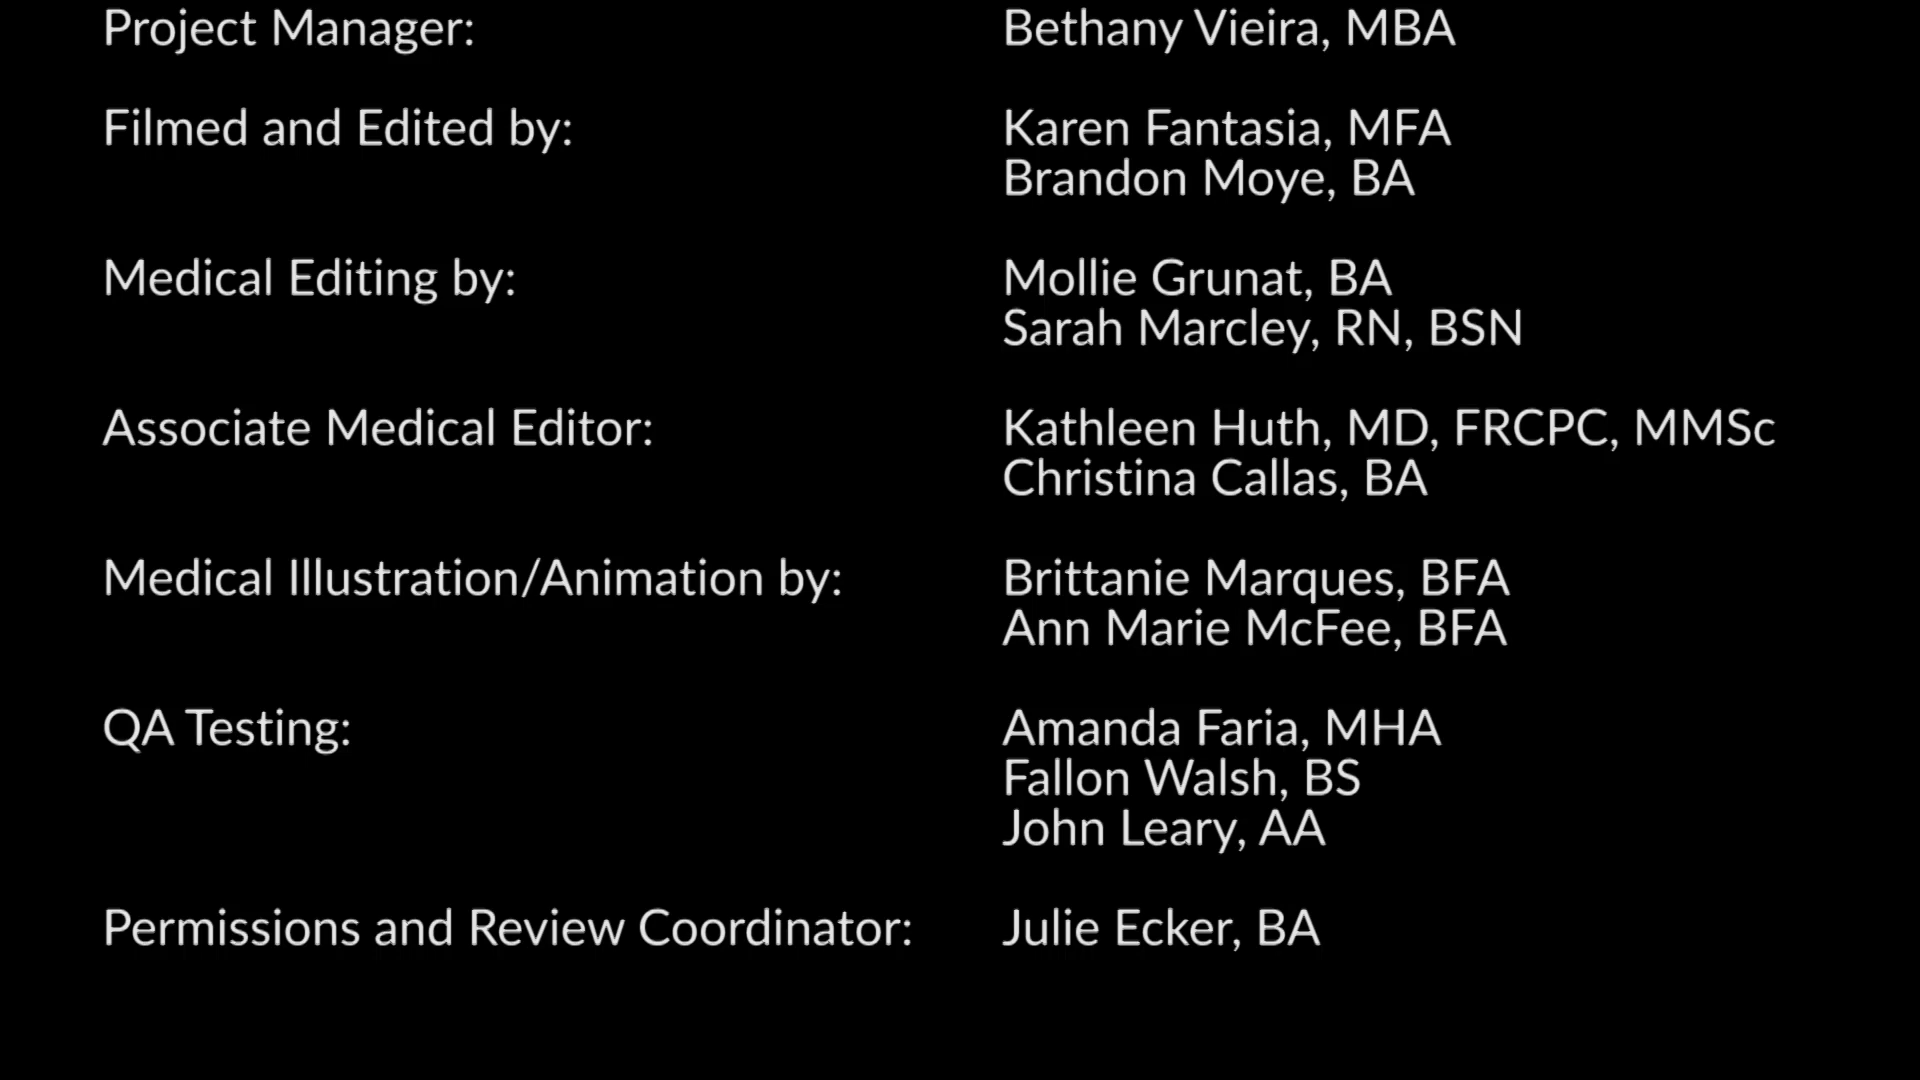 Project Manager: Bethany Vieira, MBA
Filmed and Edited by: Karen Fantasia, MFA
Brandon Moye, BA
Medical Editing by: Mollie Grunat, BA
Sarah Marcley, RN, BSN
Associate Medical Editor: Kathleen Huth, MD, FRCPC, MMSc
Christina Callas, BA
Medical Illustration/Animation by: Brittanie Marques, BFA
Ann Marie McFee, BFA
QA Testing: Amanda Faria, MHA
Fallon Walsh, BS
John Leary, AA
Permissions and Review Coordinator: Julie Ecker, BA